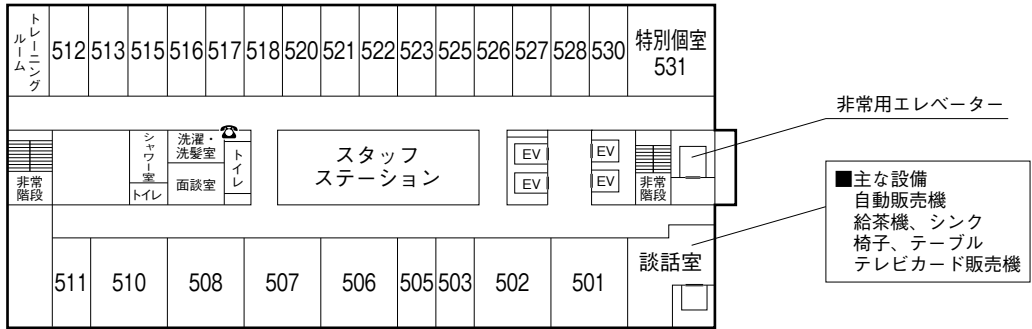 トレーニング
ルーム
512
513
515
516
517
518
520
521
522
523
525
526
527
528
530
特別個室
531
非常用エレベーター
非常
階段
シャワー室
トイレ
洗濯・
洗髪室
面談室
☎
トイレ
スタッフ
ステーション
EV
EV
EV
EV
非常
階段
■主な設備
自動販売機
給茶機、シンク
椅子、テーブル
テレビカード販売機
511
510
508
507
506
505
503
502
501
談話室